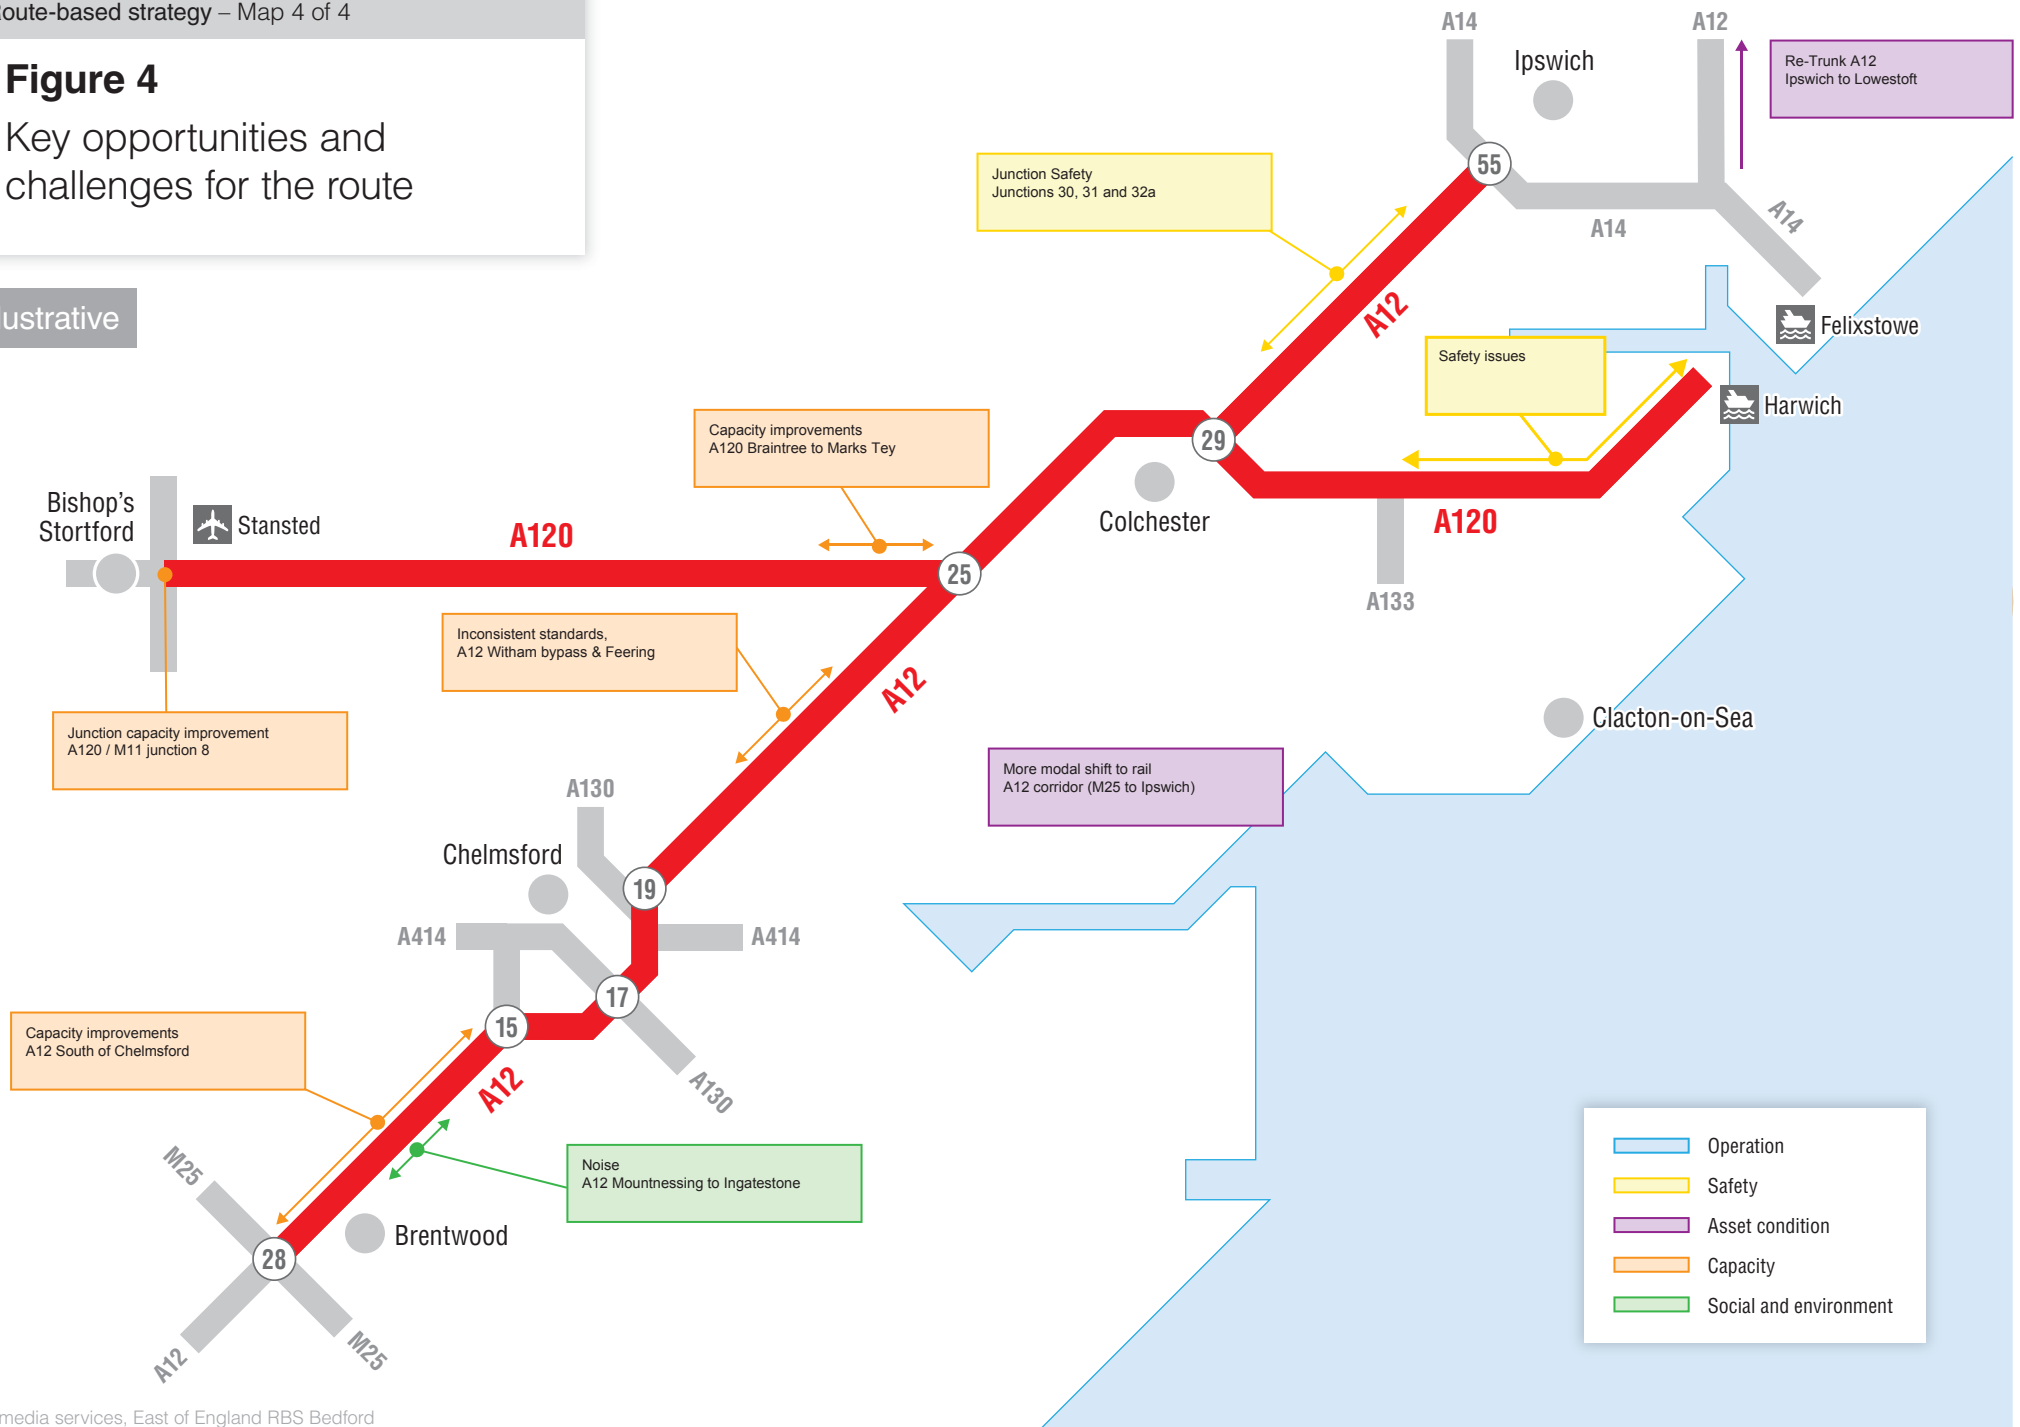 Route-based strategy – Map 4 of 4
Figure 4
Key opportunities and
challenges for the route
A14
A12
Ipswich
Re-Trunk A12
Ipswich to Lowestoft
55
Junction Safety
Junctions 30, 31 and 32a
A14
A14
A12
Felixstowe
Safety issues
Harwich
Capacity improvements
A120 Braintree to Marks Tey
29
Bishop's
Stortford
Stansted
A120
Colchester
A120
25
A133
Inconsistent standards,
A12 Witham bypass & Feering
A12
Clacton-on-Sea
Junction capacity improvement
A120 / M11 junction 8
More modal shift to rail
A12 corridor (M25 to Ipswich)
A130
Chelmsford
19
A414
A414
17
15
Capacity improvements
A12 South of Chelmsford
A12
A130
Noise
A12 Mountnessing to Ingatestone
M25
Brentwood
28
A12
M25
Operation
Safety
Asset condition
Capacity
Social and environment
media services, East of England RBS Bedford